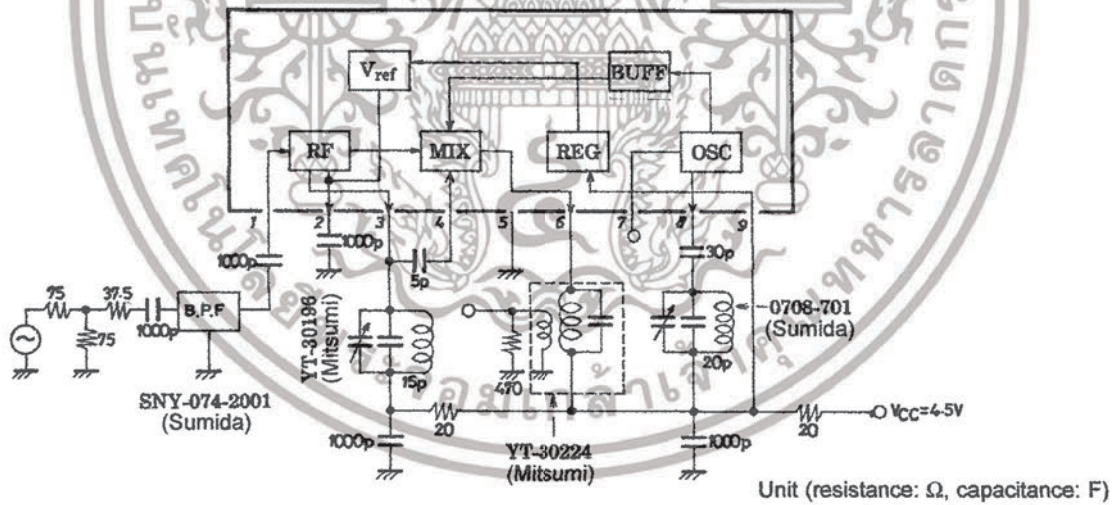 Vref
BUFF
RF
MIX
REG
OSC
1 2 3 4 5 6 7 8 9
1000p
1000p
5p
30p
75
37.5
1000p
75
B.P.F
SNY-074-2001
(Sumida)
YT-30196
(Mitsumi)
15p
470
20p
0708-701
(Sumida)
1000p
20
YT-30224
(Mitsumi)
1000p
20
VCC=4.5V
Unit (resistance: Ω, capacitance: F)